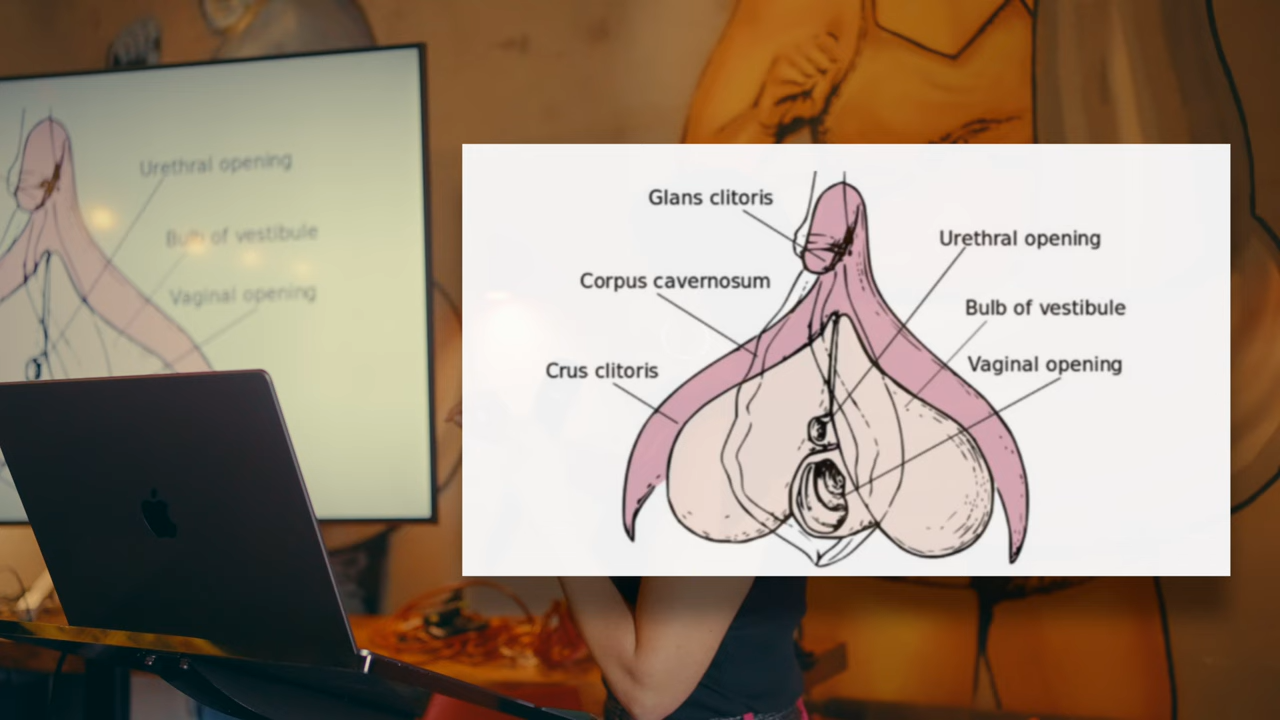 Urethral opening
Bulb of vestibule
Vaginal opening
Glans clitoris
Urethral opening
Corpus cavernosum
Bulb of vestibule
Vaginal opening
Crus clitoris